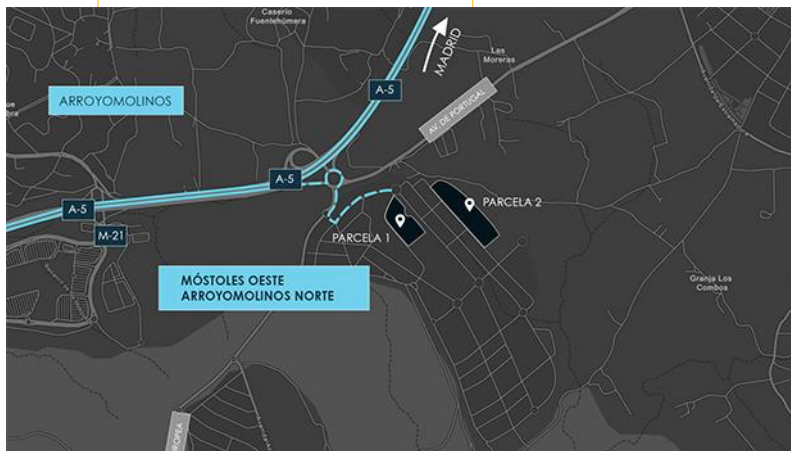 Caserío
Fuentehúmera
MADRID
Las
Moreras
A-5
ARROYOMOLINOS
AV. DE PORTUGAL
A-5
A-5
PARCELA 2
M-21
PARCELA 1
MÓSTOLES OESTE
ARROYOMOLINOS NORTE
Granja Los
Combos